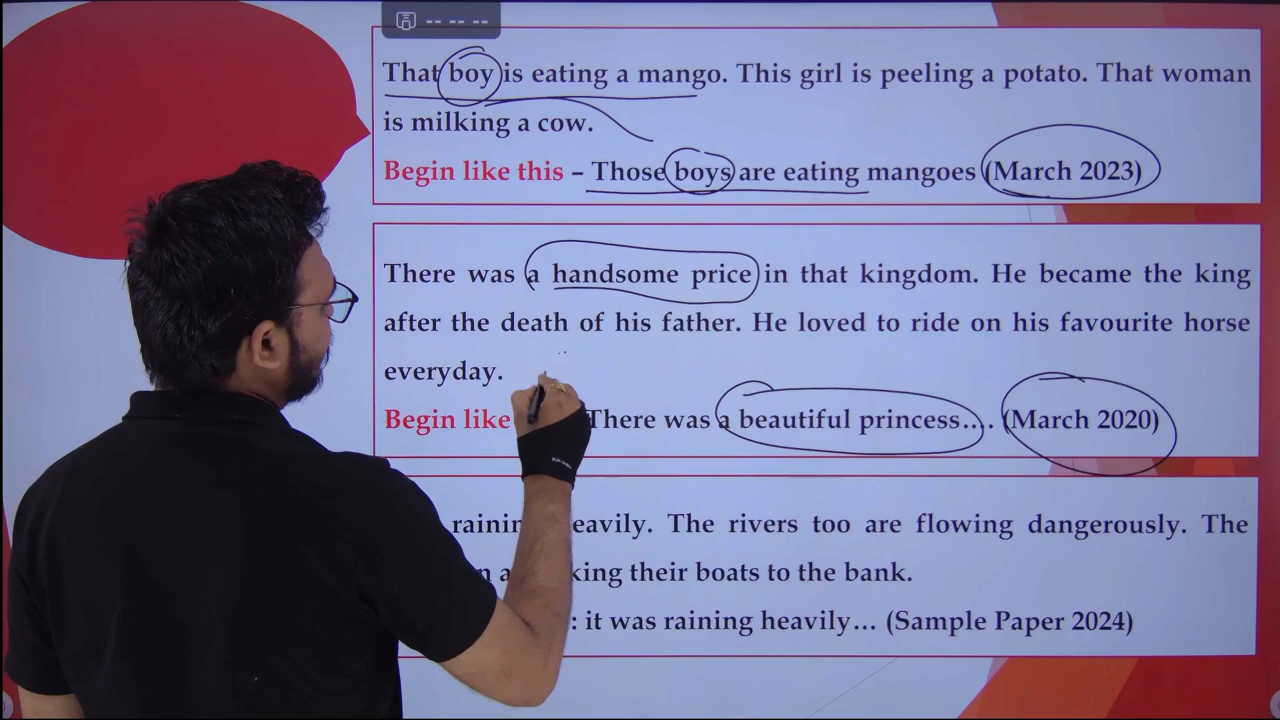 -- -- --
That boy is eating a mango. This girl is peeling a potato. That woman
is milking a cow.
Begin like this – Those boys are eating mangoes (March 2023)
There was a handsome price in that kingdom. He became the king
after the death of his father. He loved to ride on his favourite horse
everyday.
Begin like There was a beautiful princess…. (March 2020)
heavily. The rivers too are flowing dangerously. The
their boats to the bank.
: it was raining heavily… (Sample Paper 2024)